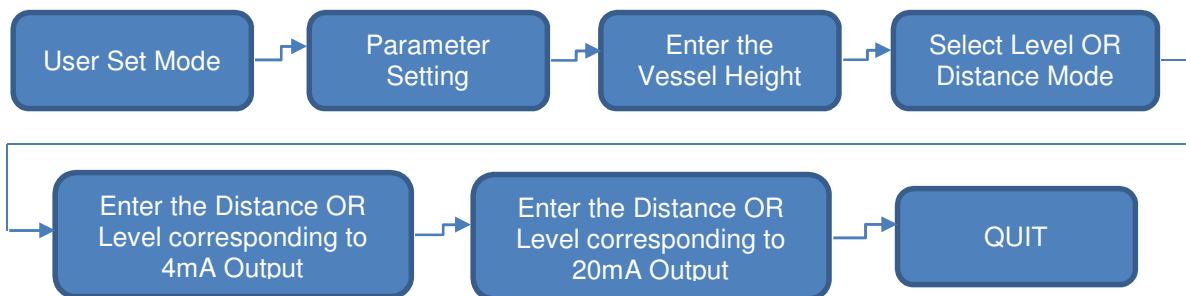 User Set Mode
Parameter
Setting
Enter the
Vessel Height
Select Level OR
Distance Mode
Enter the Distance OR
Level corresponding to
4mA Output
Enter the Distance OR
Level corresponding to
20mA Output
QUIT